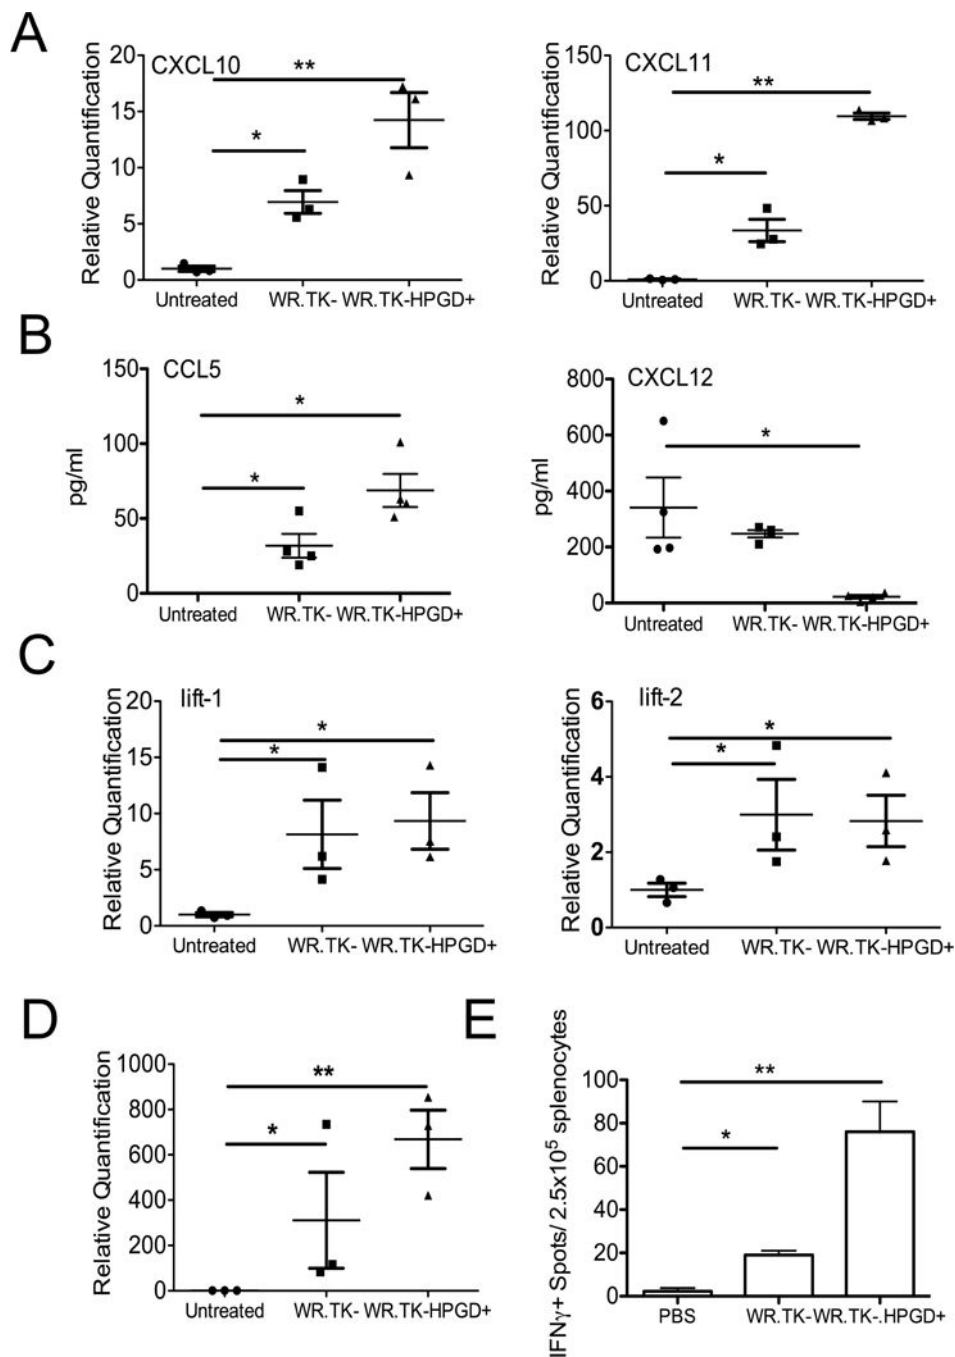 A
CXCL10
Relative Quantification
20
15
10
5
0
**
*
Untreated WR.TK- WR.TK-HPGD+
CXCL11
Relative Quantification
150
100
50
0
**
*
Untreated WR.TK- WR.TK-HPGD+
B
CCL5
pg/ml
150
100
50
0
*
*
Untreated WR.TK- WR.TK-HPGD+
CXCL12
pg/ml
800
600
400
200
0
*
Untreated WR.TK- WR.TK-HPGD+
C
Iift-1
Relative Quantification
20
15
10
5
0
*
*
Untreated WR.TK- WR.TK-HPGD+
Iift-2
Relative Quantification
6
4
2
0
*
*
Untreated WR.TK- WR.TK-HPGD+
D
Relative Quantification
1000
800
600
400
200
0
**
*
Untreated WR.TK- WR.TK-HPGD+
E
IFNγ+ Spots/ 2.5x10⁵ splenocytes
100
80
60
40
20
0
**
*
PBS WR.TK- WR.TK-.HPGD+